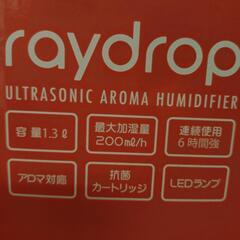 raydrop
ULTRASONIC AROMA HUMIDIFIER
容量1.3ℓ
最大加湿量
200mℓ/h
連続使用
6時間強
アロマ対応
抗菌
カートリッジ
LEDランプ